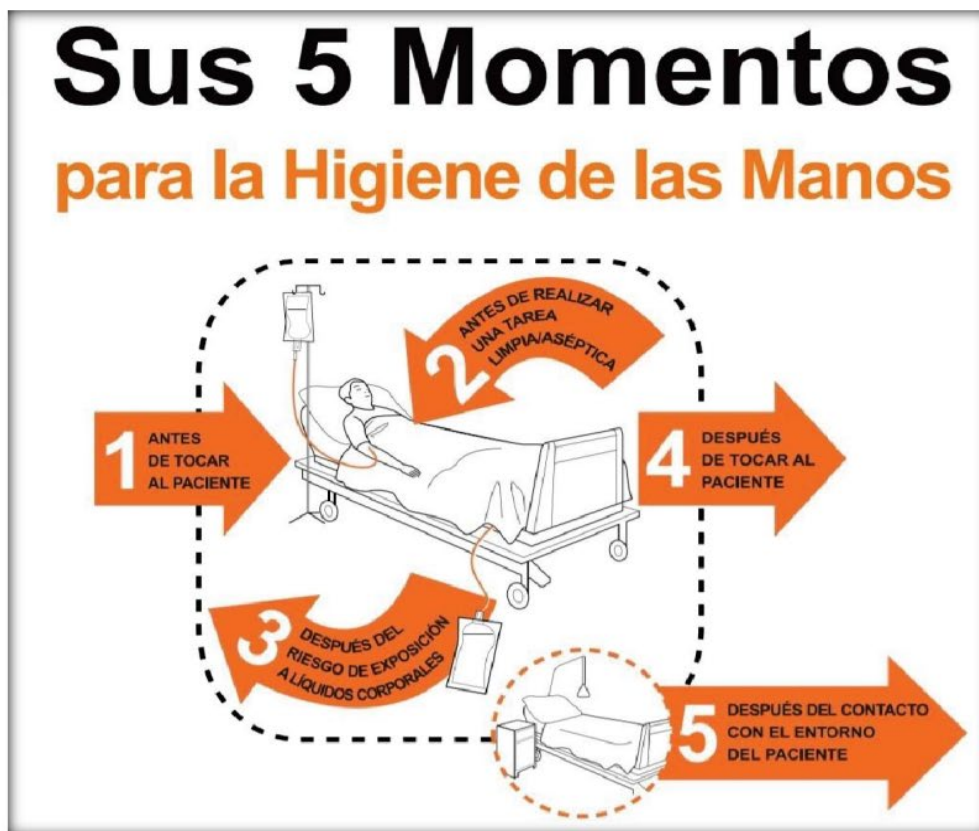 Sus 5 Momentos
para la Higiene de las Manos
1
ANTES
DE TOCAR
AL PACIENTE
2
ANTES DE REALIZAR
UNA TAREA
LIMPIA/ASÉPTICA
3
DESPUÉS DEL
RIESGO DE EXPOSICIÓN
A LÍQUIDOS CORPORALES
4
DESPUÉS
DE TOCAR AL
PACIENTE
5
DESPUÉS DEL CONTACTO
CON EL ENTORNO
DEL PACIENTE